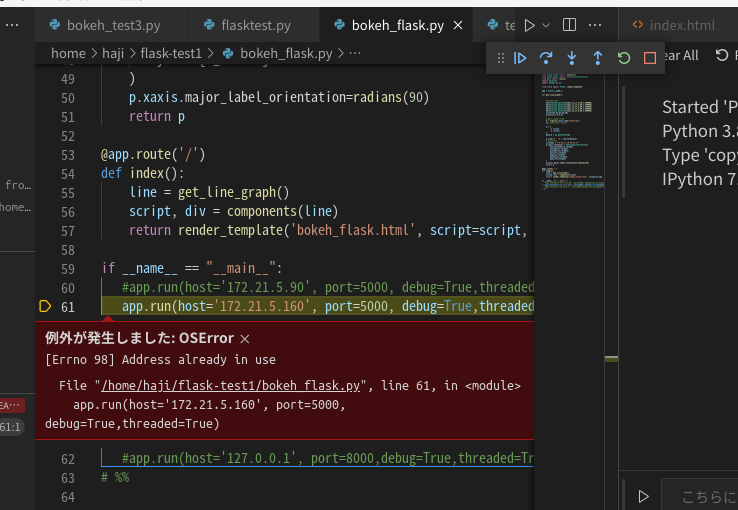 bokeh_test3.py
flasktest.py
bokeh_flask.py
te
index.html
home > haji > flask-test1 > bokeh_flask.py > ...
ear All
49 )
50 p.xaxis.major_label_orientation=radians(90)
51 return p
52
53 @app.route('/')
54 def index():
55 line = get_line_graph()
56 script, div = components(line)
57 return render_template('bokeh_flask.html', script=script,
58
59 if __name__ == "__main__":
60 #app.run(host='172.21.5.90', port=5000, debug=True,threaded
61 app.run(host='172.21.5.160', port=5000, debug=True,threaded
例外が発生しました: OSError
[Errno 98] Address already in use
File "/home/haji/flask-test1/bokeh_flask.py", line 61, in <module>
app.run(host='172.21.5.160', port=5000,
debug=True,threaded=True)
62 #app.run(host='127.0.0.1', port=8000,debug=True,threaded=Tr
63 # %%
64
fro...
home...
EA...
61:1
Started 'P
Python 3.8
Type 'copy
IPython 7.
こちらに